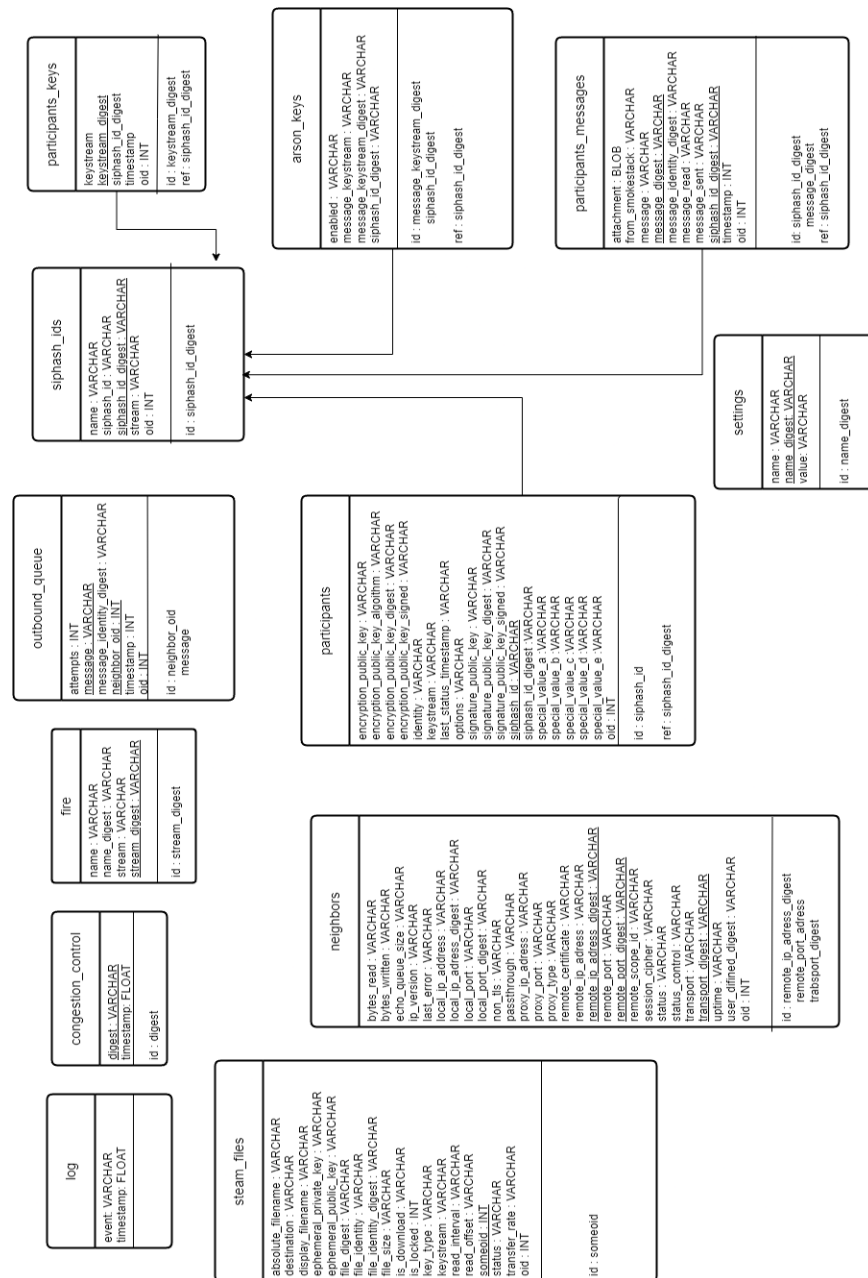 log
event: VARCHAR
timestamp: FLOAT
congestion_control
digest : VARCHAR
timestamp: FLOAT
id : digest
fire
name : VARCHAR
name_digest : VARCHAR
stream : VARCHAR
stream_digest : VARCHAR
id : stream_digest
outbound_queue
attempts : INT
message : VARCHAR
message_identity_digest : VARCHAR
neighbor_oid : INT
timestamp : INT
oid : INT
id : neighbor_oid
message
siphash_ids
name : VARCHAR
siphash_id : VARCHAR
siphash_id_digest : VARCHAR
stream : VARCHAR
oid : INT
id : siphash_id_digest
participants_keys
keystream
keystream_digest
siphash_id_digest
timestamp
oid : INT
id : keystream_digest
ref : siphash_id_digest
steam_files
absolute_filename : VARCHAR
destination : VARCHAR
display_filename : VARCHAR
ephemeral_private_key : VARCHAR
ephemeral_public_key : VARCHAR
file_digest : VARCHAR
file_identity : VARCHAR
file_identity_digest : VARCHAR
file_size : VARCHAR
is_download : VARCHAR
is_locked : INT
key_type : VARCHAR
keystream : VARCHAR
read_interval : VARCHAR
read_offset : VARCHAR
someoid : INT
status : VARCHAR
transfer_rate : VARCHAR
oid : INT
id : someoid
neighbors
bytes_read : VARCHAR
bytes_written : VARCHAR
echo_queue_size : VARCHAR
ip_version : VARCHAR
last_error : VARCHAR
local_ip_address : VARCHAR
local_ip_adress_digest : VARCHAR
local_port : VARCHAR
local_port_digest : VARCHAR
non_tls : VARCHAR
passthrough : VARCHAR
proxy_ip_adress : VARCHAR
proxy_port : VARCHAR
proxy_type : VARCHAR
remote_certificate : VARCHAR
remote_ip_adress : VARCHAR
remote_ip_adress_digest : VARCHAR
remote_port : VARCHAR
remote_port_digest : VARCHAR
remote_scope_id : VARCHAR
session_cipher : VARCHAR
status : VARCHAR
status_control : VARCHAR
transport : VARCHAR
transport_digest : VARCHAR
uptime : VARCHAR
user_difined_digest : VARCHAR
oid : INT
id : remote_ip_adress_digest
remote_port_adress
trabsport_digest
participants
encryption_public_key : VARCHAR
encryption_public_key_algoithm : VARCHAR
encryption_public_key_digest : VARCHAR
encryption_public_key_signed : VARCHAR
identity : VARCHAR
keystream : VARCHAR
last_status_timestamp : VARCHAR
options : VARCHAR
signature_public_key : VARCHAR
signature_public_key_digest : VARCHAR
signature_public_key_signed : VARCHAR
siphash_id : VARCHAR
siphash_id_digest :VARCHAR
special_value_a : VARCHAR
special_value_b : VARCHAR
special_value_c : VARCHAR
special_value_d : VARCHAR
special_value_e :VARCHAR
oid : INT
id : siphash_id
ref : siphash_id_digest
arson_keys
enabled : VARCHAR
message_keystream : VARCHAR
message_keystream_digest : VARCHAR
siphash_id_digest : VARCHAR
id : message_keystream_digest
siphash_id_digest
ref : siphash_id_digest
settings
name : VARCHAR
name_digest: VARCHAR
value: VARCHAR
id : name_digest
participants_messages
attachment : BLOB
from_smokestack : VARCHAR
message : VARCHAR
message_digest : VARCHAR
message_identity_digest : VARCHAR
message_read : VARCHAR
message_sent : VARCHAR
siphash_id_digest : VARCHAR
timestamp : INT
oid : INT
id: siphash_id_digest
message_digest
ref : siphash_id_digest